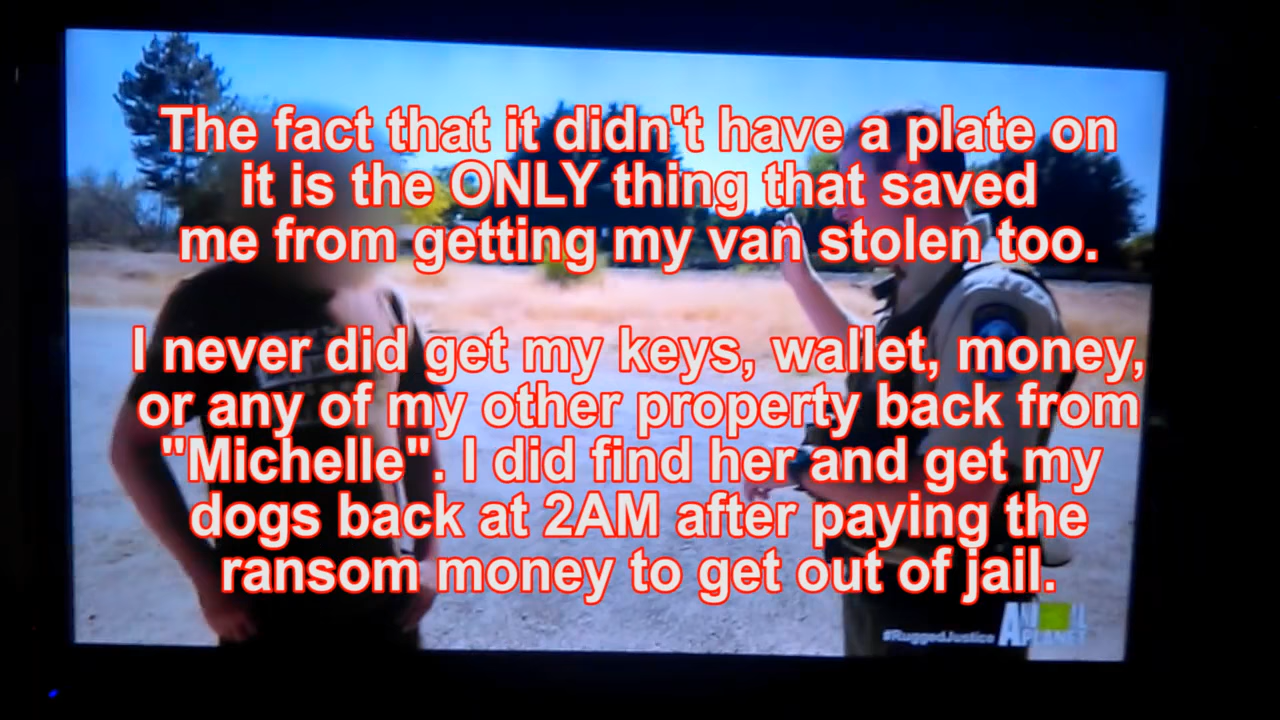 The fact that it didn't have a plate on
it is the ONLY thing that saved
me from getting my van stolen too.
I never did get my keys, wallet, money,
or any of my other property back from
"Michelle". I did find her and get my
dogs back at 2AM after paying the
ransom money to get out of jail.
#RuggedJustice
ANIMAL
PLANET